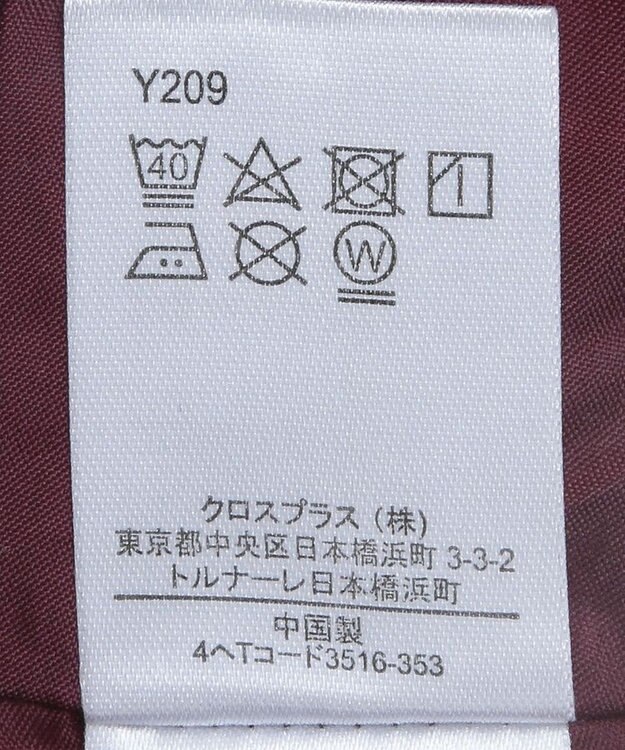 Y209
40
W
クロスプラス（株）
東京都中央区日本橋浜町 3-3-2
トルナーレ日本橋浜町
中国製
4ヘTコード3516-353